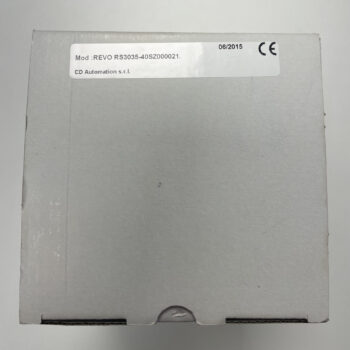 Mod :REVO RS3035-40SZ000021. 06/2015 CE
CD Automation s.r.l.